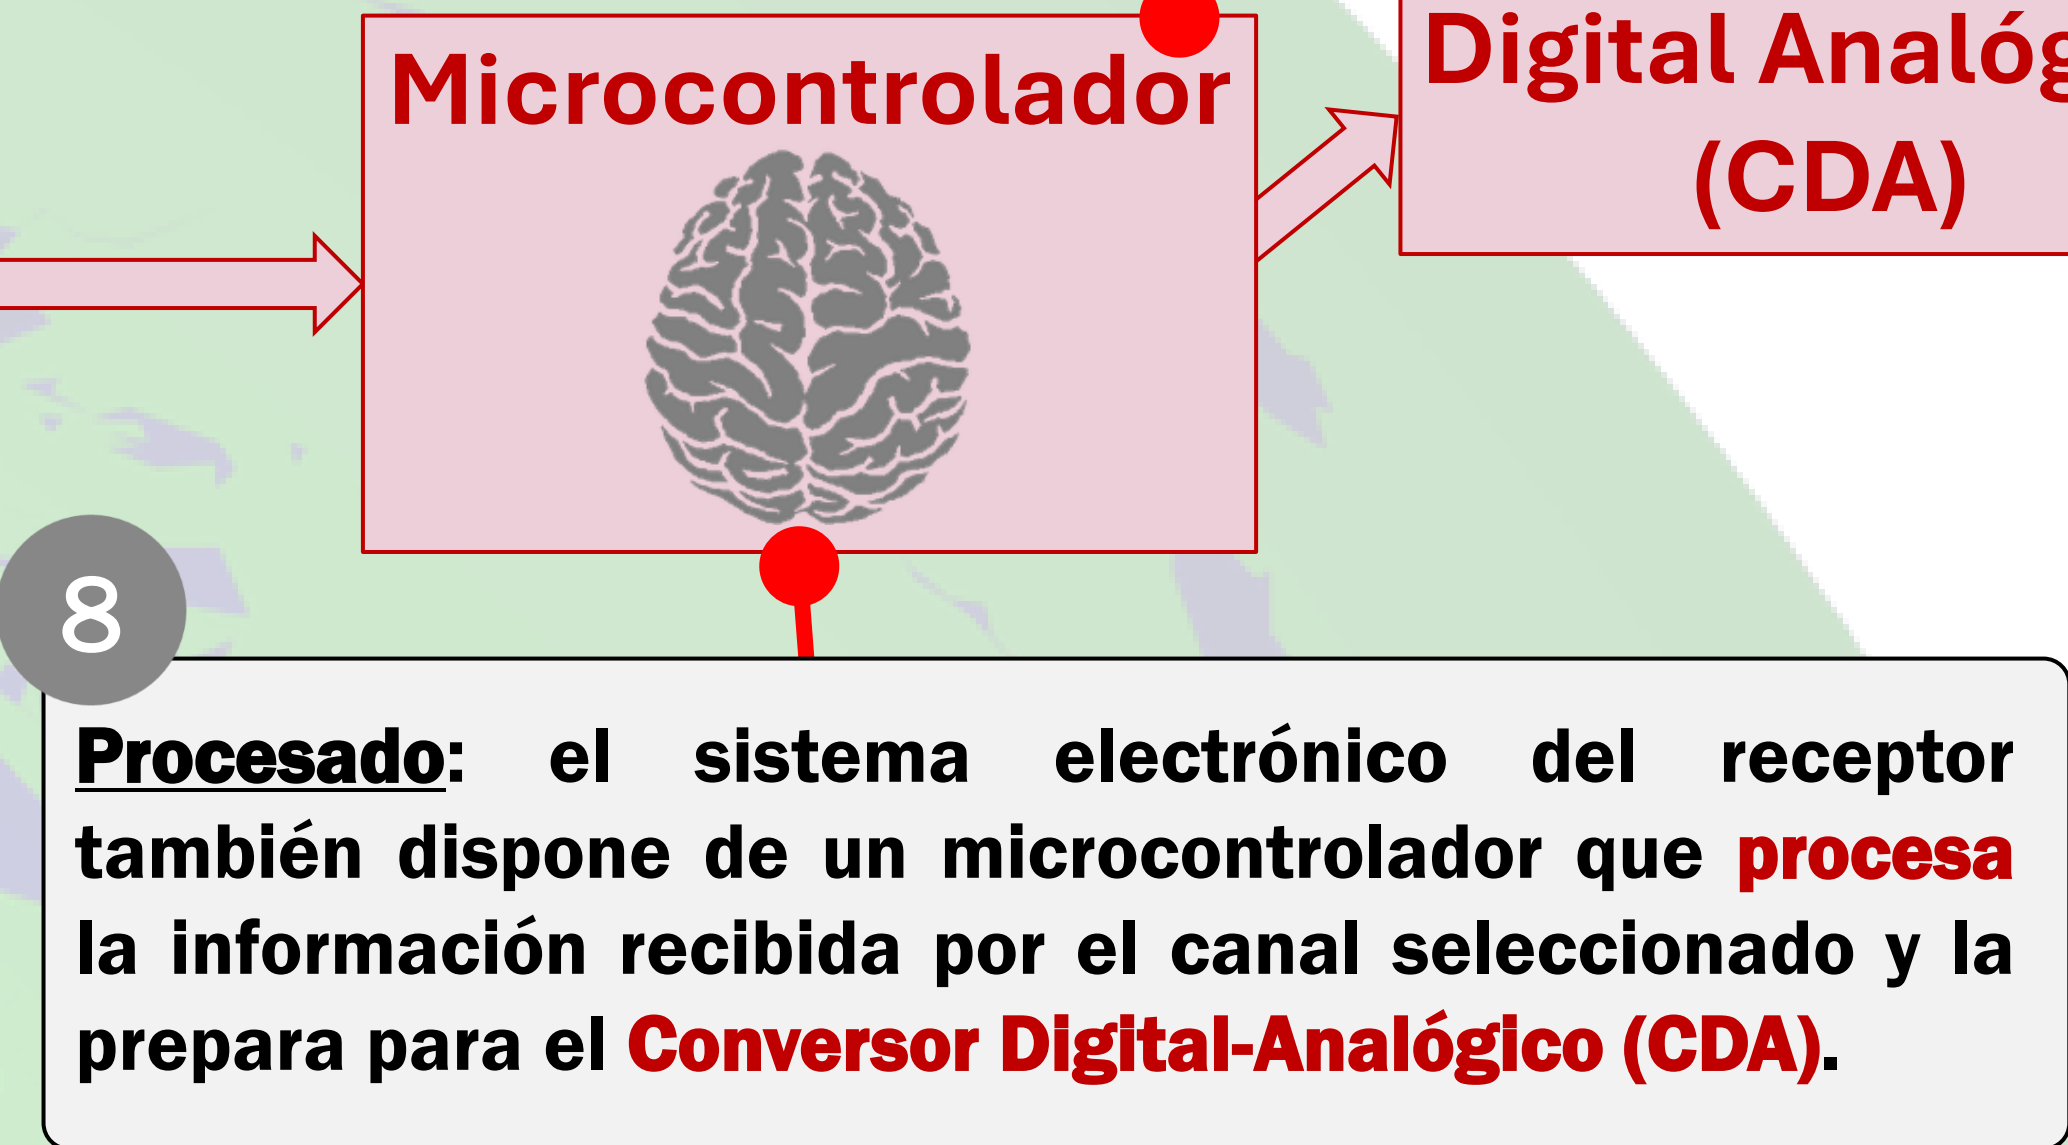 Microcontrolador
Digital
(CDA)
8
Procesado: el sistema electrónico del receptor
también dispone de un microcontrolador que procesa
la información recibida por el canal seleccionado y la
prepara para el Conversor Digital-Analógico (CDA).